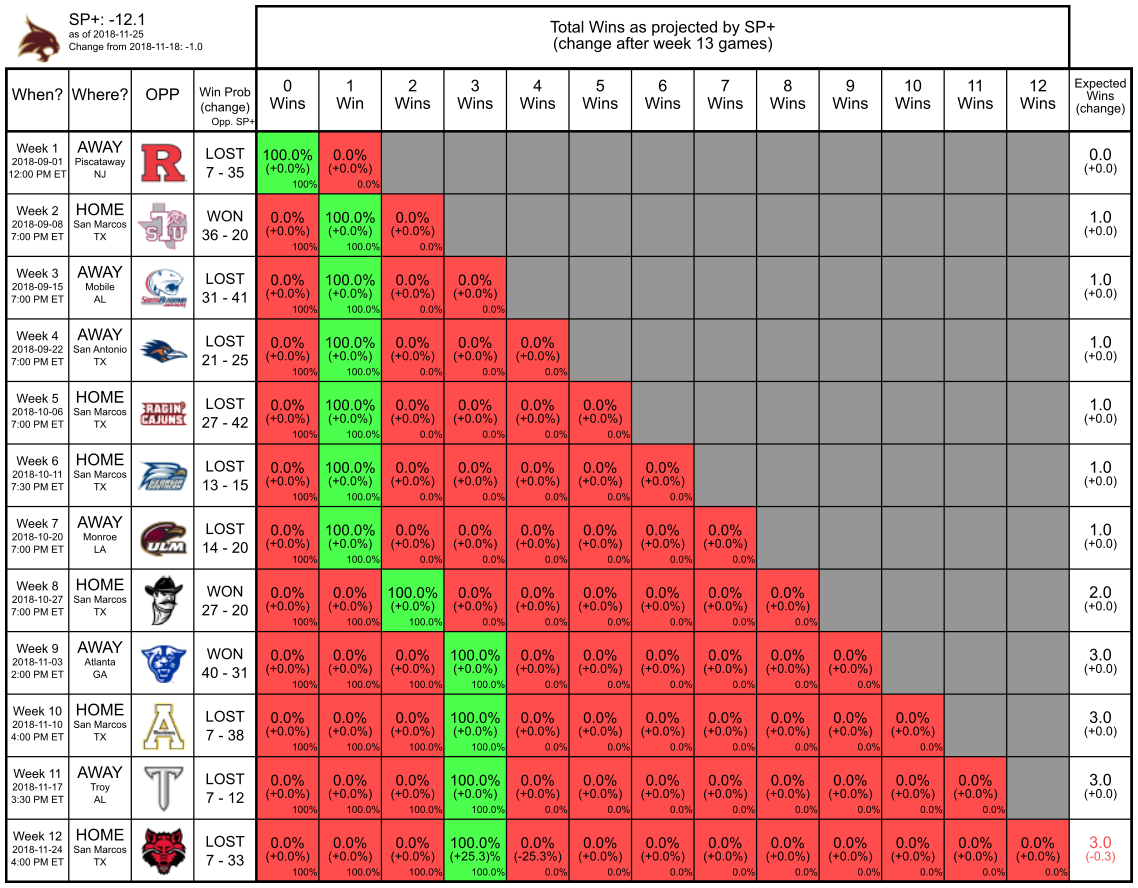 SP+: -12.1
as of 2018-11-25
Change from 2018-11-18: -1.0
Total Wins as projected by SP+
(change after week 13 games)
When? Where? OPP Win Prob (change) Opp. SP+ 0 Wins 1 Win 2 Wins 3 Wins 4 Wins 5 Wins 6 Wins 7 Wins 8 Wins 9 Wins 10 Wins 11 Wins 12 Wins Expected Wins (change)
Week 1 AWAY R LOST 100.0% 0.0% 0.0
2018-09-01 Piscataway 7 - 35 (+0.0%) (+0.0%) (+0.0)
12:00 PM ET NJ 100% 0.0%
Week 2 HOME WON 0.0% 100.0% 0.0% 1.0
2018-09-08 San Marcos 36 - 20 (+0.0%) (+0.0%) (+0.0%) (+0.0)
7:00 PM ET TX 100% 100.0% 0.0%
Week 3 AWAY LOST 0.0% 100.0% 0.0% 0.0% 1.0
2018-09-15 Mobile 31 - 41 (+0.0%) (+0.0%) (+0.0%) (+0.0%) (+0.0)
7:00 PM ET AL 100% 100.0% 0.0% 0.0%
Week 4 AWAY LOST 0.0% 100.0% 0.0% 0.0% 0.0% 1.0
2018-09-22 San Antonio 21 - 25 (+0.0%) (+0.0%) (+0.0%) (+0.0%) (+0.0%) (+0.0)
7:00 PM ET TX 100% 100.0% 0.0% 0.0% 0.0%
Week 5 HOME RAGIN' CAJUNS LOST 0.0% 100.0% 0.0% 0.0% 0.0% 0.0% 1.0
2018-10-06 San Marcos 27 - 42 (+0.0%) (+0.0%) (+0.0%) (+0.0%) (+0.0%) (+0.0%) (+0.0)
7:00 PM ET TX 100% 100.0% 0.0% 0.0% 0.0% 0.0%
Week 6 HOME GEORGIA SOUTHERN LOST 0.0% 100.0% 0.0% 0.0% 0.0% 0.0% 0.0% 1.0
2018-10-11 San Marcos 13 - 15 (+0.0%) (+0.0%) (+0.0%) (+0.0%) (+0.0%) (+0.0%) (+0.0%) (+0.0)
7:30 PM ET TX 100% 100.0% 0.0% 0.0% 0.0% 0.0% 0.0%
Week 7 AWAY ULM LOST 0.0% 100.0% 0.0% 0.0% 0.0% 0.0% 0.0% 0.0% 1.0
2018-10-20 Monroe 14 - 20 (+0.0%) (+0.0%) (+0.0%) (+0.0%) (+0.0%) (+0.0%) (+0.0%) (+0.0%) (+0.0)
7:00 PM ET LA 100% 100.0% 0.0% 0.0% 0.0% 0.0% 0.0% 0.0%
Week 8 HOME WON 0.0% 0.0% 100.0% 0.0% 0.0% 0.0% 0.0% 0.0% 0.0% 2.0
2018-10-27 San Marcos 27 - 20 (+0.0%) (+0.0%) (+0.0%) (+0.0%) (+0.0%) (+0.0%) (+0.0%) (+0.0%) (+0.0%) (+0.0)
7:00 PM ET TX 100% 100.0% 100.0% 0.0% 0.0% 0.0% 0.0% 0.0% 0.0%
Week 9 AWAY WON 0.0% 0.0% 0.0% 100.0% 0.0% 0.0% 0.0% 0.0% 0.0% 0.0% 3.0
2018-11-03 Atlanta 40 - 31 (+0.0%) (+0.0%) (+0.0%) (+0.0%) (+0.0%) (+0.0%) (+0.0%) (+0.0%) (+0.0%) (+0.0%) (+0.0)
2:00 PM ET GA 100% 100.0% 100.0% 100.0% 0.0% 0.0% 0.0% 0.0% 0.0% 0.0%
Week 10 HOME A LOST 0.0% 0.0% 0.0% 100.0% 0.0% 0.0% 0.0% 0.0% 0.0% 0.0% 0.0% 3.0
2018-11-10 San Marcos 7 - 38 (+0.0%) (+0.0%) (+0.0%) (+0.0%) (+0.0%) (+0.0%) (+0.0%) (+0.0%) (+0.0%) (+0.0%) (+0.0%) (+0.0)
4:00 PM ET TX 100% 100.0% 100.0% 100.0% 0.0% 0.0% 0.0% 0.0% 0.0% 0.0% 0.0%
Week 11 AWAY T LOST 0.0% 0.0% 0.0% 100.0% 0.0% 0.0% 0.0% 0.0% 0.0% 0.0% 0.0% 0.0% 3.0
2018-11-17 Troy 7 - 12 (+0.0%) (+0.0%) (+0.0%) (+0.0%) (+0.0%) (+0.0%) (+0.0%) (+0.0%) (+0.0%) (+0.0%) (+0.0%) (+0.0%) (+0.0)
3:30 PM ET AL 100% 100.0% 100.0% 100.0% 0.0% 0.0% 0.0% 0.0% 0.0% 0.0% 0.0% 0.0%
Week 12 HOME LOST 0.0% 0.0% 0.0% 100.0% 0.0% 0.0% 0.0% 0.0% 0.0% 0.0% 0.0% 0.0% 0.0% 3.0
2018-11-24 San Marcos 7 - 33 (+0.0%) (+0.0%) (+0.0%) (+25.3)% (-25.3%) (+0.0%) (+0.0%) (+0.0%) (+0.0%) (+0.0%) (+0.0%) (+0.0%) (+0.0%) (-0.3)
4:00 PM ET TX 100% 100.0% 100.0% 100.0% 0.0% 0.0% 0.0% 0.0% 0.0% 0.0% 0.0% 0.0% 0.0%